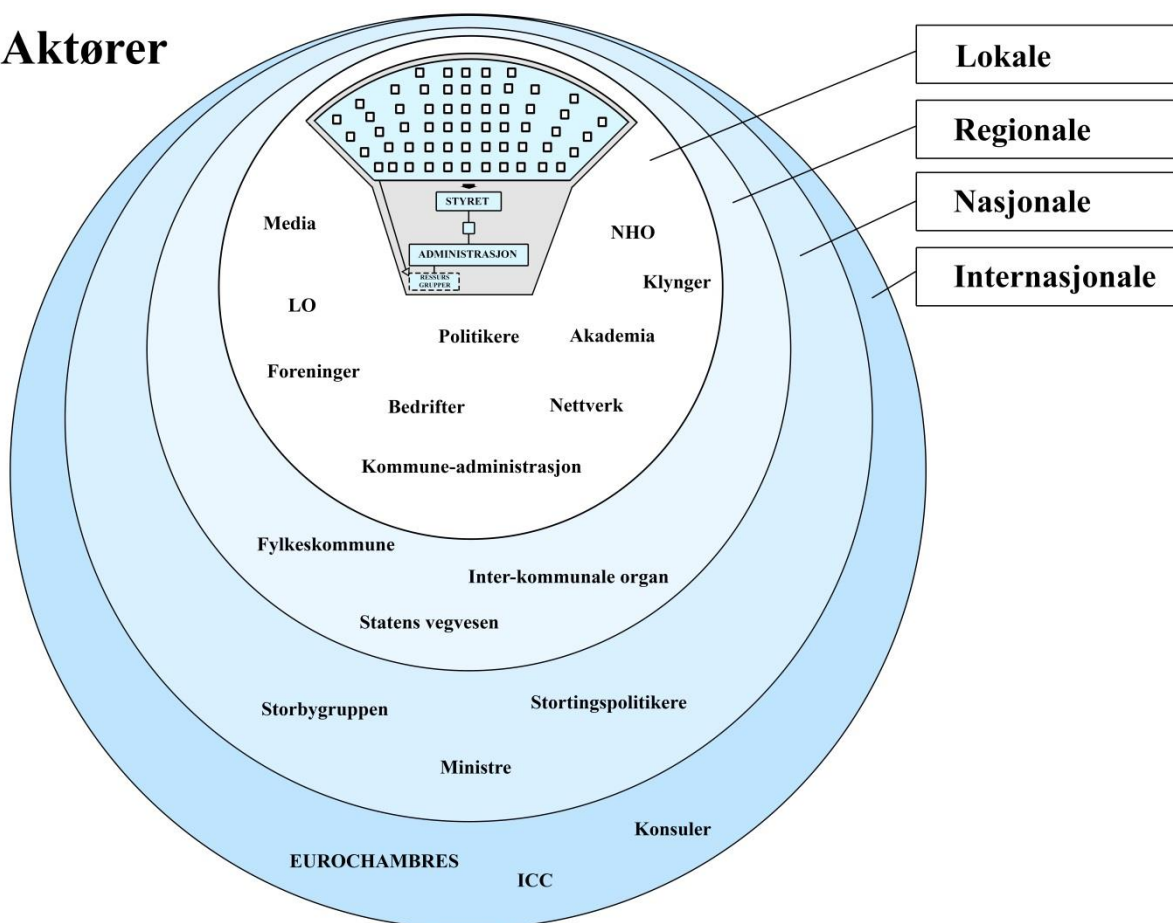 Aktører
Lokale
Regionale
Nasjonale
Internasjonale
STYRET
ADMINISTRASJON
RESSURS
GRUPPER
Media
NHO
Klynger
LO
Politikere
Akademia
Foreninger
Bedrifter
Nettverk
Kommune-administrasjon
Fylkeskommune
Inter-kommunale organ
Statens vegvesen
Storbygruppen
Stortingspolitikere
Ministre
Konsuler
EUROCHAMBRES
ICC